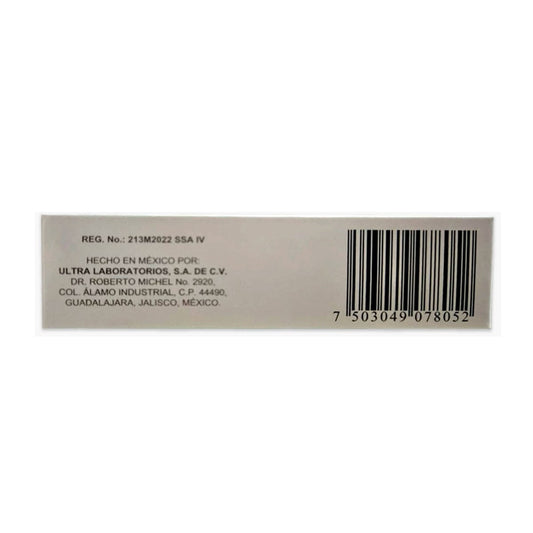 REG. No.: 213M2022 SSA IV
HECHO EN MÉXICO POR:
ULTRA LABORATORIOS, S.A. DE C.V.
DR. ROBERTO MICHEL No. 2920,
COL. ÁLAMO INDUSTRIAL, C.P. 44490,
GUADALAJARA, JALISCO, MÉXICO.
7 503049 078052